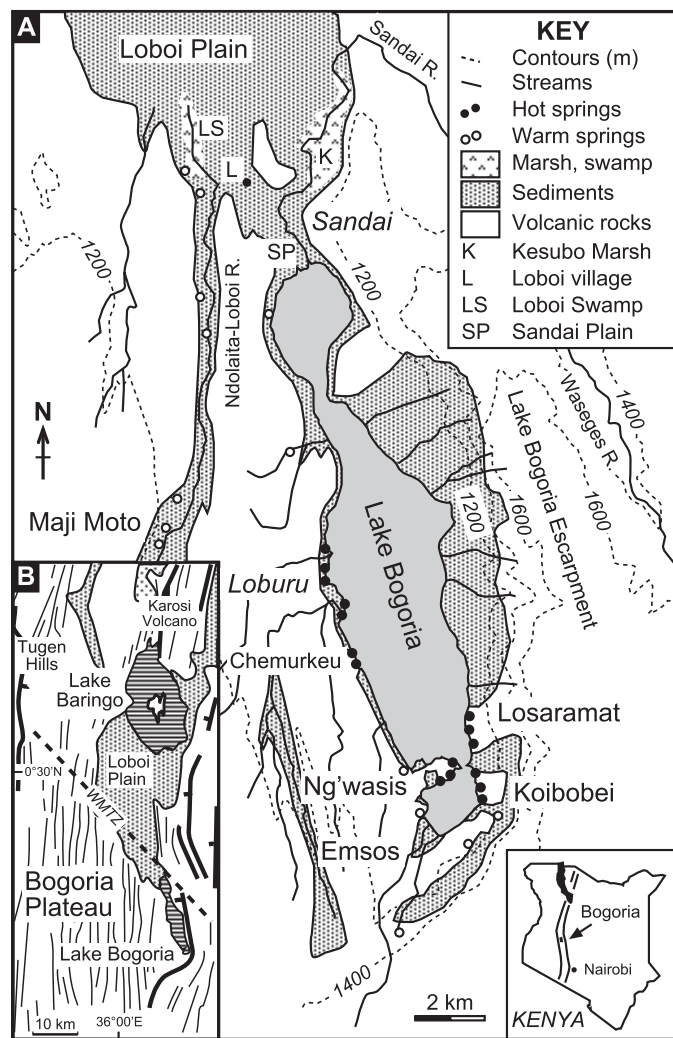 A
Loboi Plain
Sandai R.
LS
L
K
Sandai
SP
1200
1200
Ndolaita-Loboi R.
N
Maji Moto
KEY
Contours (m)
Streams
Hot springs
Warm springs
Marsh, swamp
Sediments
Volcanic rocks
K Kesubo Marsh
L Loboi village
LS Loboi Swamp
SP Sandai Plain
1400
Waseges R.
Lake Bogoria Escarpment
1200
1600
1600
Lake Bogoria
Loburu
Chemurkeu
Losaramat
Ng'wasis
Koibobei
Emsos
1400
2 km
B
Karosi
Volcano
Tugen
Hills
Lake
Baringo
Loboi
Plain
0°30'N
WMTZ
Bogoria
Plateau
Lake Bogoria
10 km
36°00'E
Bogoria
Nairobi
KENYA